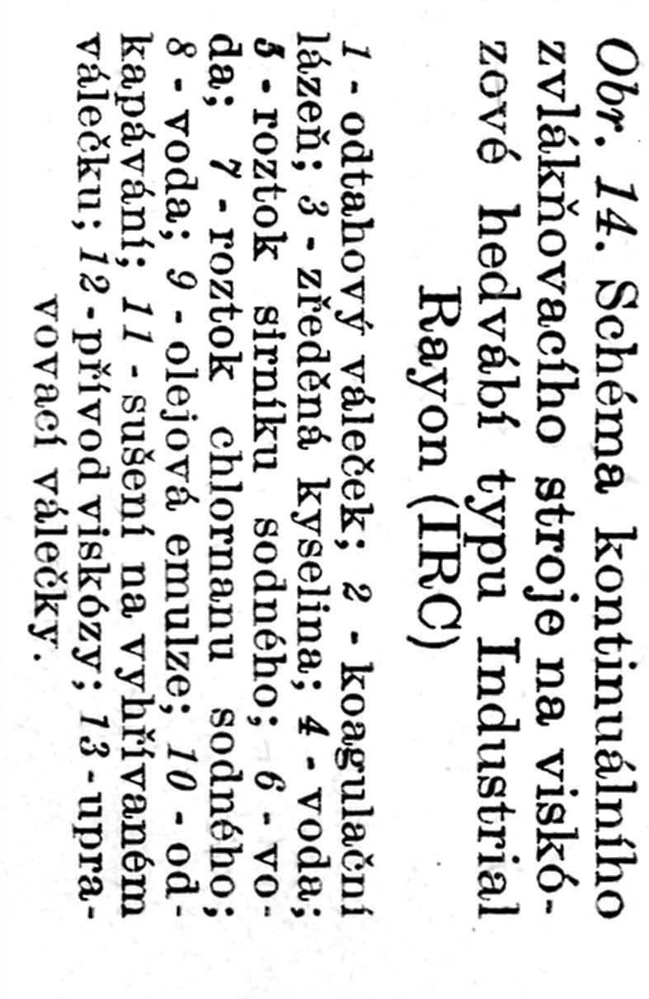 Obr. 14. Schéma kontinuálního
zvlákňovacího stroje na viskó-
zové hedvábí typu Industrial
Rayon (IRC)
1 - odtahový váleček; 2 - koagulační
lázeň; 3 - zředěná kyselina; 4 - voda;
5 - roztok sirníku sodného; 6 - vo-
da; 7 - roztok chlornanu sodného;
8 - voda; 9 - olejová emulze; 10 - od-
kapávání; 11 - sušení na vyhřívaném
válečku; 12 - přívod viskózy; 13 - upra-
vovací válečky.